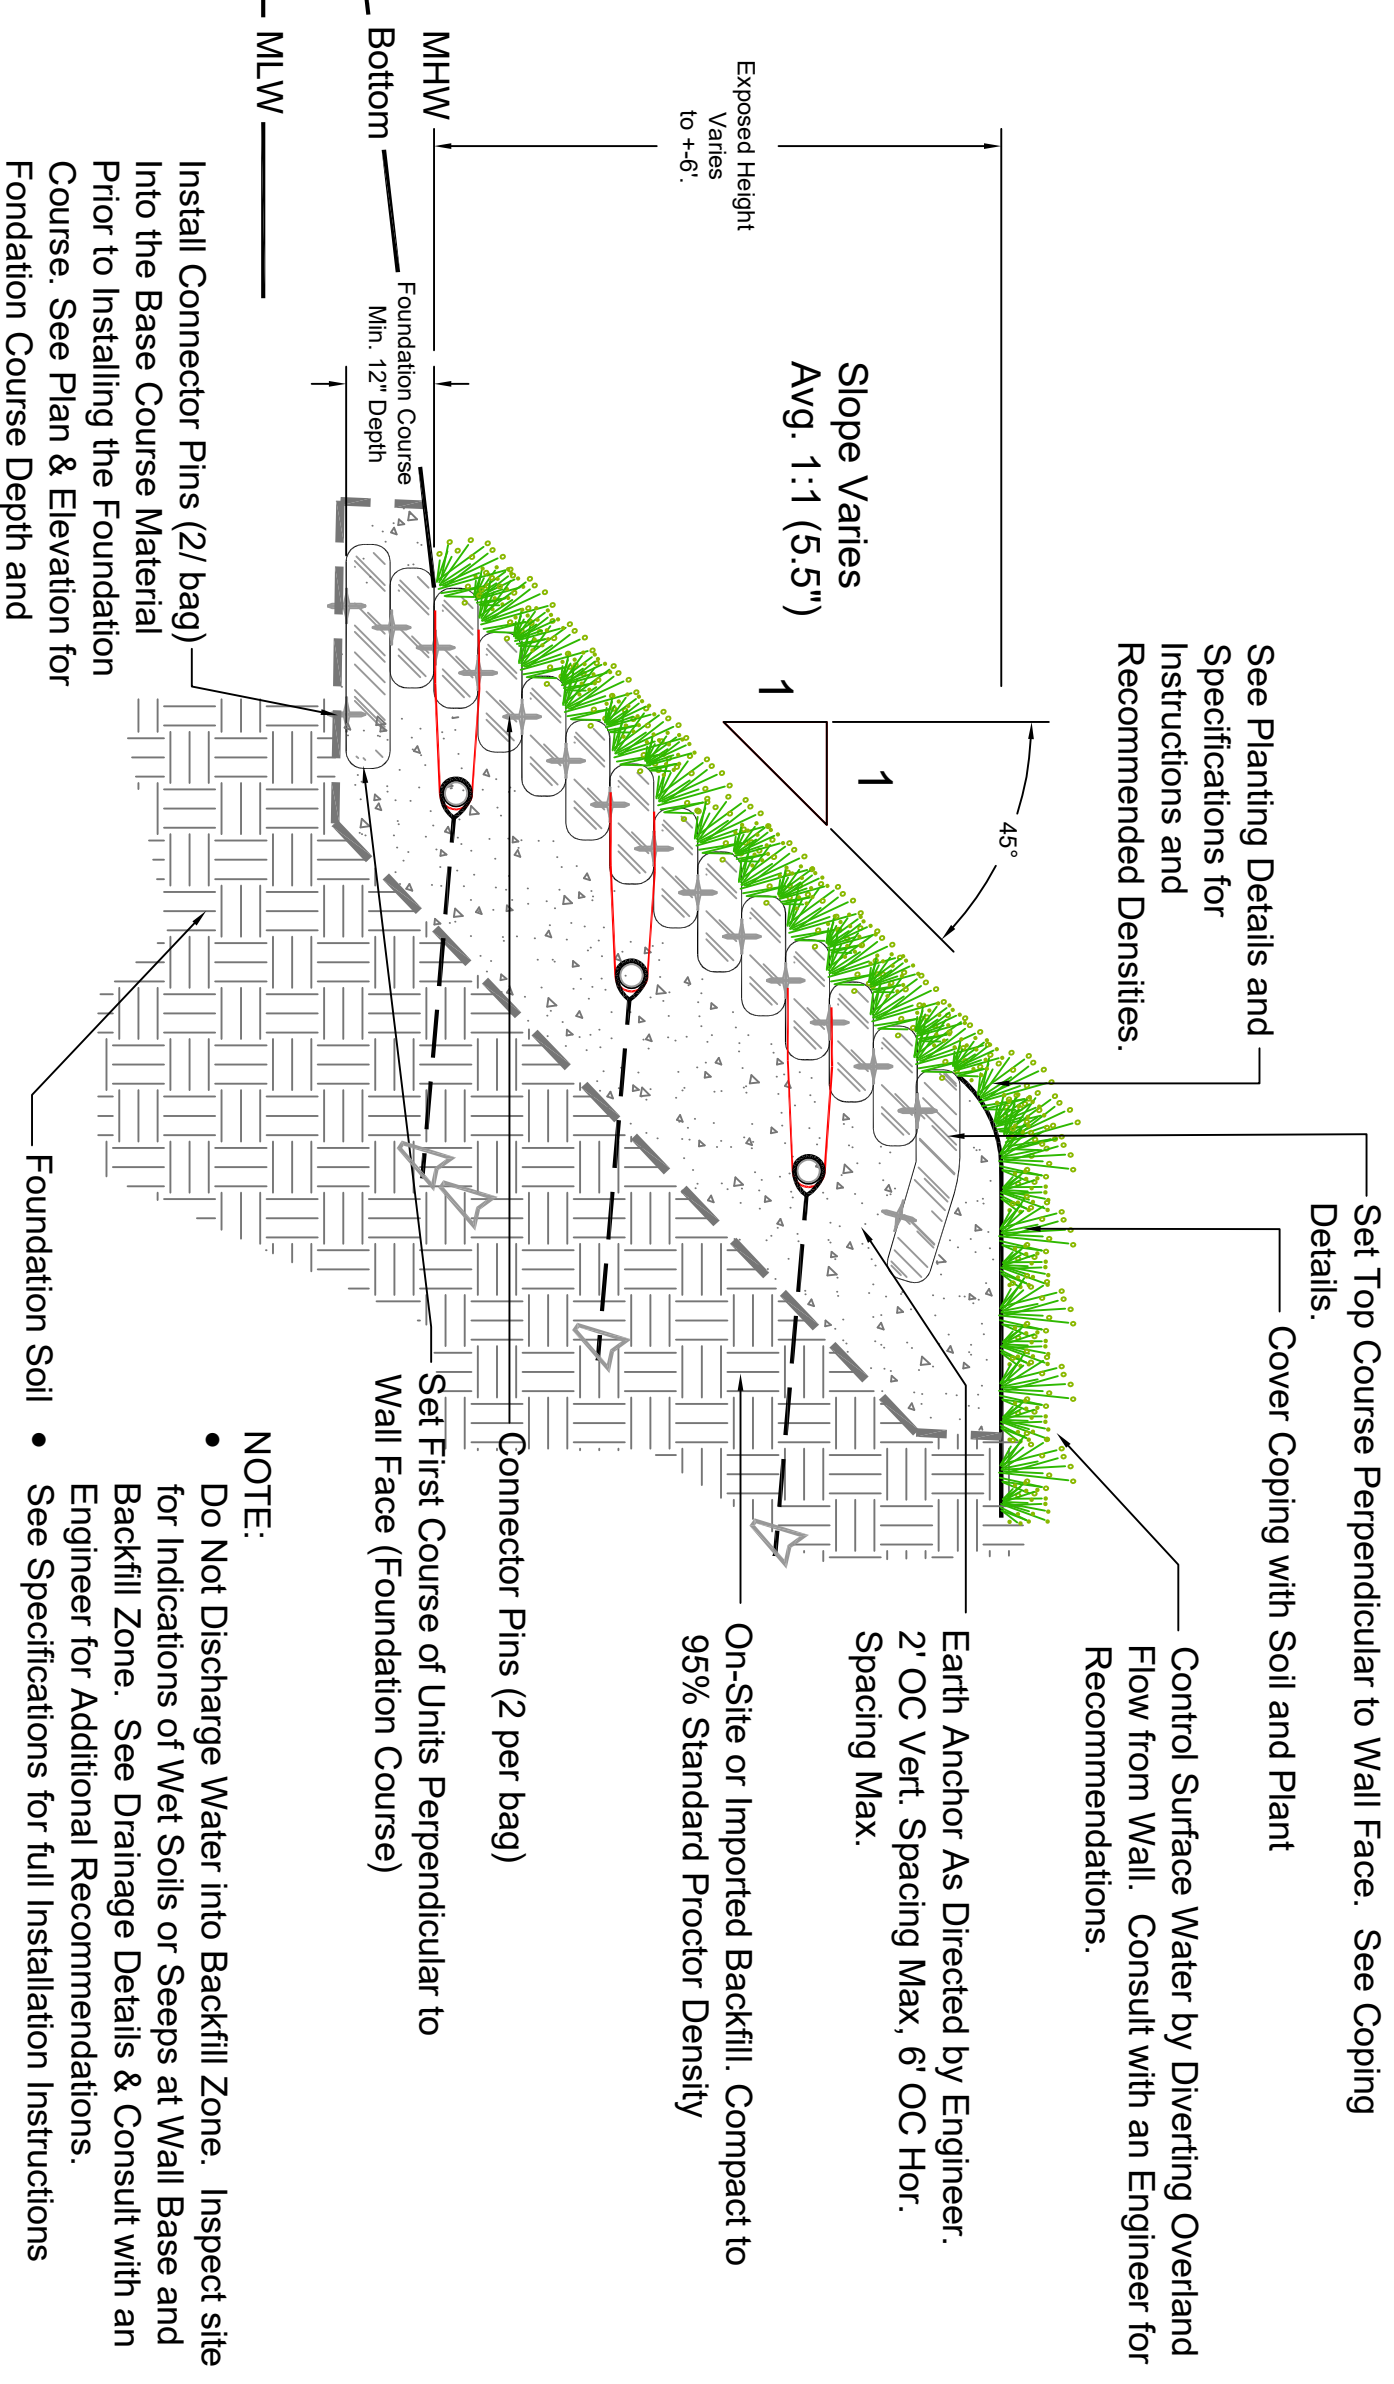 See Planting Details and
Specifications for
Instructions and
Recommended Densities.
Set Top Course Perpendicular to Wall Face.  See Coping
Details.
Cover Coping with Soil and Plant
Control Surface Water by Diverting Overland
Flow from Wall.  Consult with an Engineer for
Recommendations.
Exposed Height
Varies
to +-6'.
Slope Varies
Avg. 1:1 (5.5")
1
1
45°
Earth Anchor As Directed by Engineer.
2' OC Vert. Spacing Max, 6' OC Hor.
Spacing Max.
On-Site or Imported Backfill. Compact to
95% Standard Proctor Density
MHW
Bottom
MLW
Foundation Course
Min. 12" Depth
Connector Pins (2 per bag)
Set First Course of Units Perpendicular to
Wall Face (Foundation Course)
Install Connector Pins (2/ bag)
Into the Base Course Material
Prior to Installing the Foundation
Course. See Plan & Elevation for
Fondation Course Depth and
Foundation Soil
NOTE:
• Do Not Discharge Water into Backfill Zone.  Inspect site
for Indications of Wet Soils or Seeps at Wall Base and
Backfill Zone.  See Drainage Details & Consult with an
Engineer for Additional Recommendations.
• See Specifications for full Installation Instructions